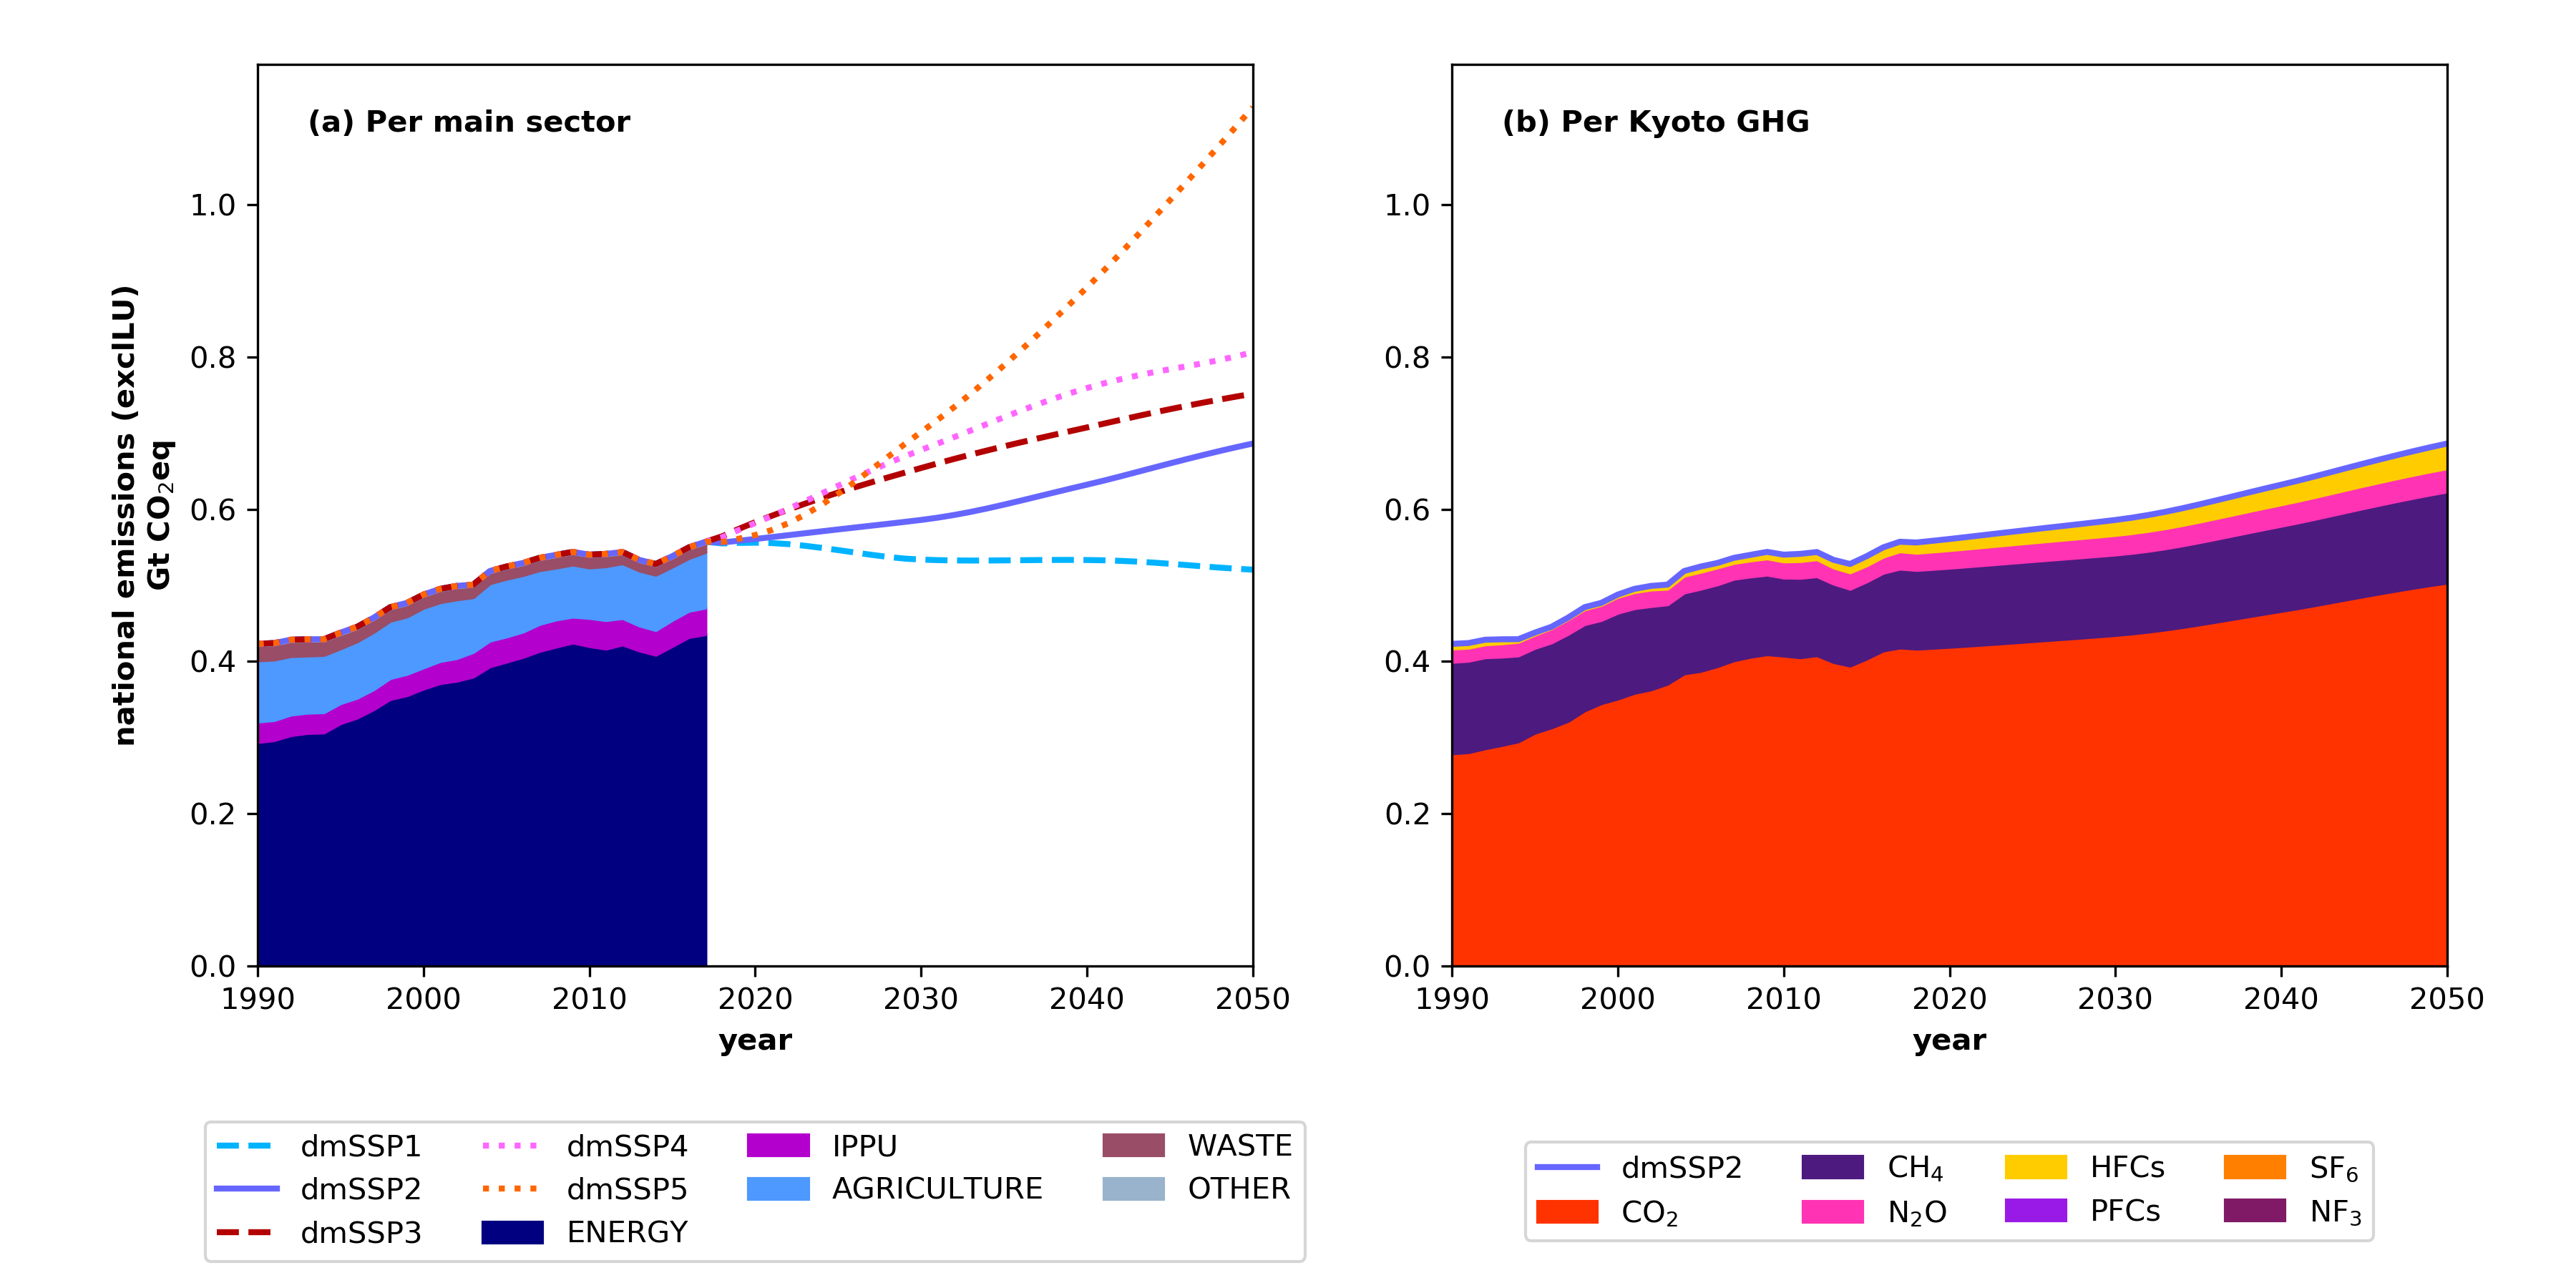 (a) Per main sector
national emissions (exclLU)
Gt CO₂eq
1.0
0.8
0.6
0.4
0.2
0.0
1990 2000 2010 2020 2030 2040 2050
year
dmSSP1 dmSSP4 IPPU WASTE
dmSSP2 dmSSP5 AGRICULTURE OTHER
dmSSP3 ENERGY
(b) Per Kyoto GHG
1.0
0.8
0.6
0.4
0.2
0.0
1990 2000 2010 2020 2030 2040 2050
year
dmSSP2 CH₄ HFCs SF₆
CO₂ N₂O PFCs NF₃